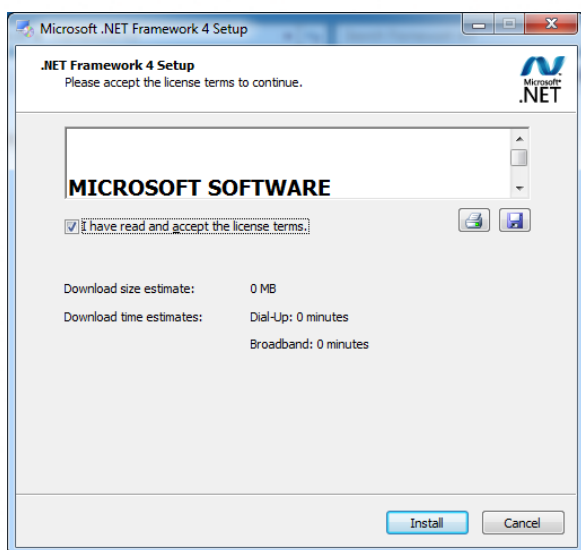 Microsoft .NET Framework 4 Setup
.NET Framework 4 Setup
Please accept the license terms to continue.
Microsoft®
.NET
MICROSOFT SOFTWARE
I have read and accept the license terms.
Download size estimate: 0 MB
Download time estimates: Dial-Up: 0 minutes
Broadband: 0 minutes
Install Cancel